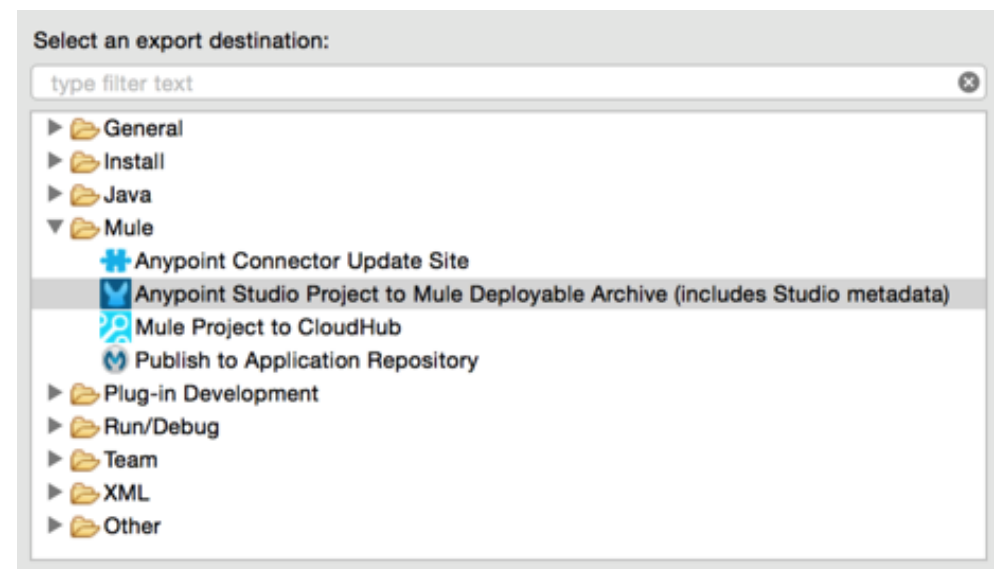 Select an export destination:
type filter text
General
Install
Java
Mule
Anypoint Connector Update Site
Anypoint Studio Project to Mule Deployable Archive (includes Studio metadata)
Mule Project to CloudHub
Publish to Application Repository
Plug-in Development
Run/Debug
Team
XML
Other